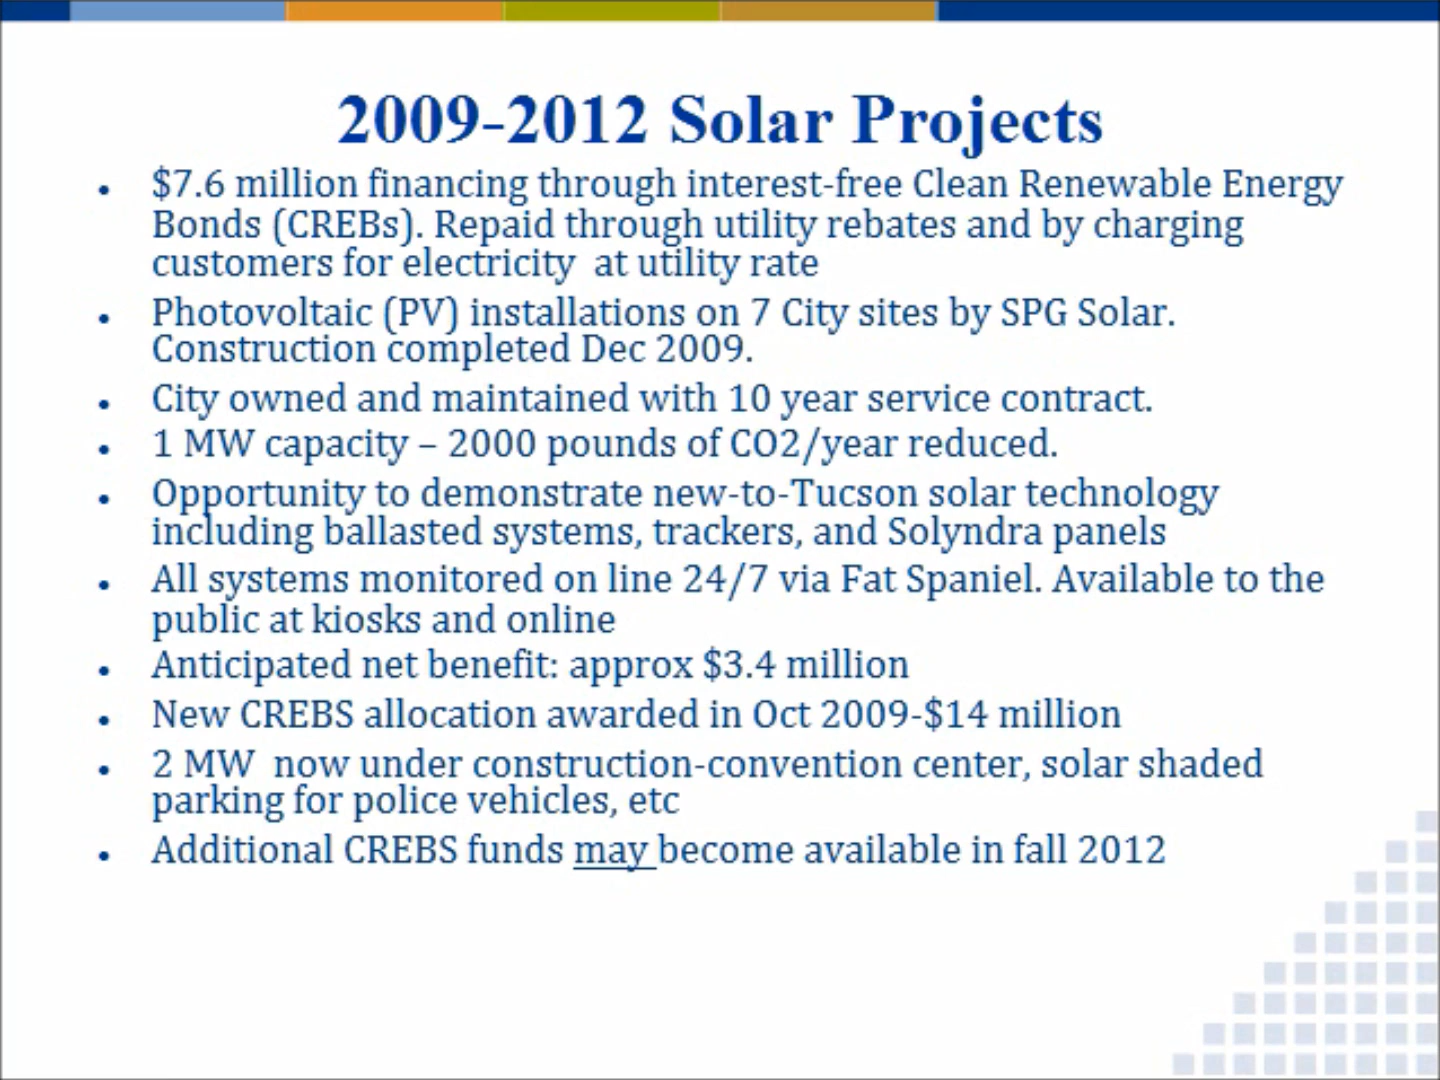 2009-2012 Solar Projects
• $7.6 million financing through interest-free Clean Renewable Energy
Bonds (CREBs). Repaid through utility rebates and by charging
customers for electricity  at utility rate
• Photovoltaic (PV) installations on 7 City sites by SPG Solar.
Construction completed Dec 2009.
• City owned and maintained with 10 year service contract.
• 1 MW capacity – 2000 pounds of CO2/year reduced.
• Opportunity to demonstrate new-to-Tucson solar technology
including ballasted systems, trackers, and Solyndra panels
• All systems monitored on line 24/7 via Fat Spaniel. Available to the
public at kiosks and online
• Anticipated net benefit: approx $3.4 million
• New CREBS allocation awarded in Oct 2009-$14 million
• 2 MW  now under construction-convention center, solar shaded
parking for police vehicles, etc
• Additional CREBS funds may become available in fall 2012